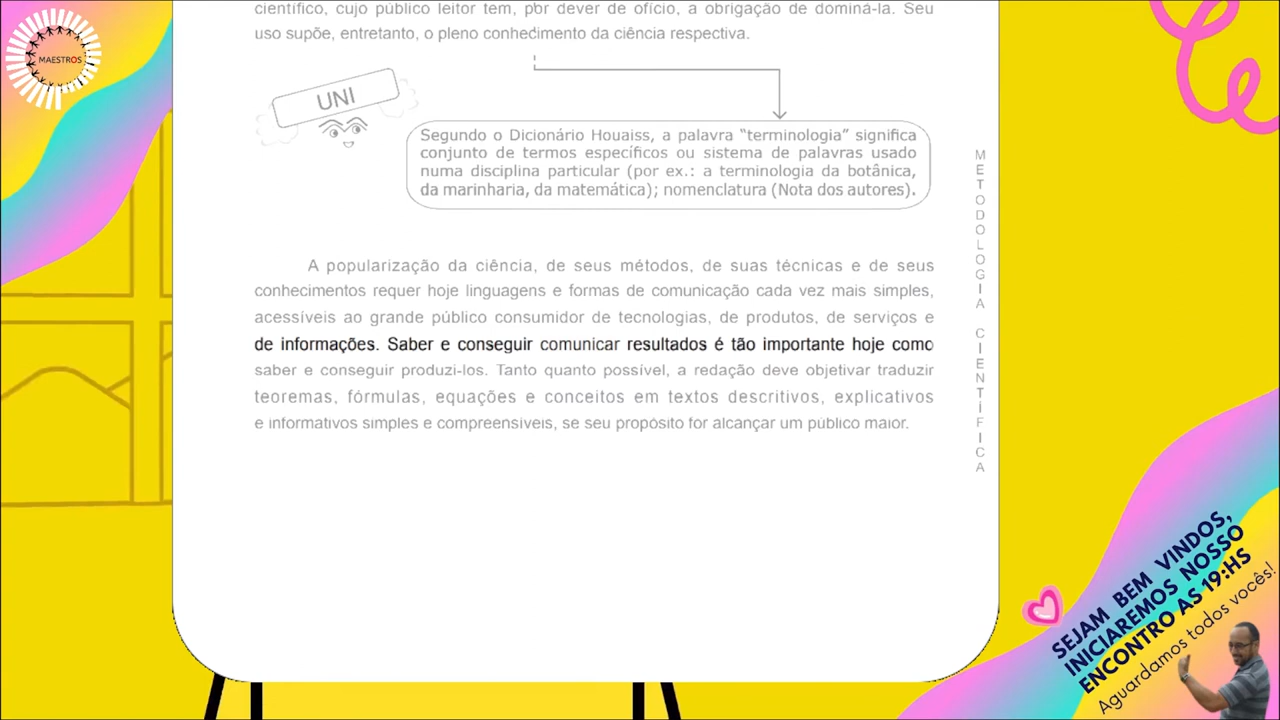 MAESTROS
científico, cujo público leitor tem, por dever de ofício, a obrigação de dominá-la. Seu
uso supõe, entretanto, o pleno conhecimento da ciência respectiva.
UNI
Segundo o Dicionário Houaiss, a palavra “terminologia” significa
conjunto de termos específicos ou sistema de palavras usado
numa disciplina particular (por ex.: a terminologia da botânica,
da marinharia, da matemática); nomenclatura (Nota dos autores).
METODOLOGIA CIENTÍFICA
A popularização da ciência, de seus métodos, de suas técnicas e de seus
conhecimentos requer hoje linguagens e formas de comunicação cada vez mais simples,
acessíveis ao grande público consumidor de tecnologias, de produtos, de serviços e
de informações. Saber e conseguir comunicar resultados é tão importante hoje como
saber e conseguir produzi-los. Tanto quanto possível, a redação deve objetivar traduzir
teoremas, fórmulas, equações e conceitos em textos descritivos, explicativos
e informativos simples e compreensíveis, se seu propósito for alcançar um público maior.
SEJAM BEM VINDOS,
INICIAREMOS NOSSO
ENCONTRO AS 19:HS
Aguardamos todos vocês!